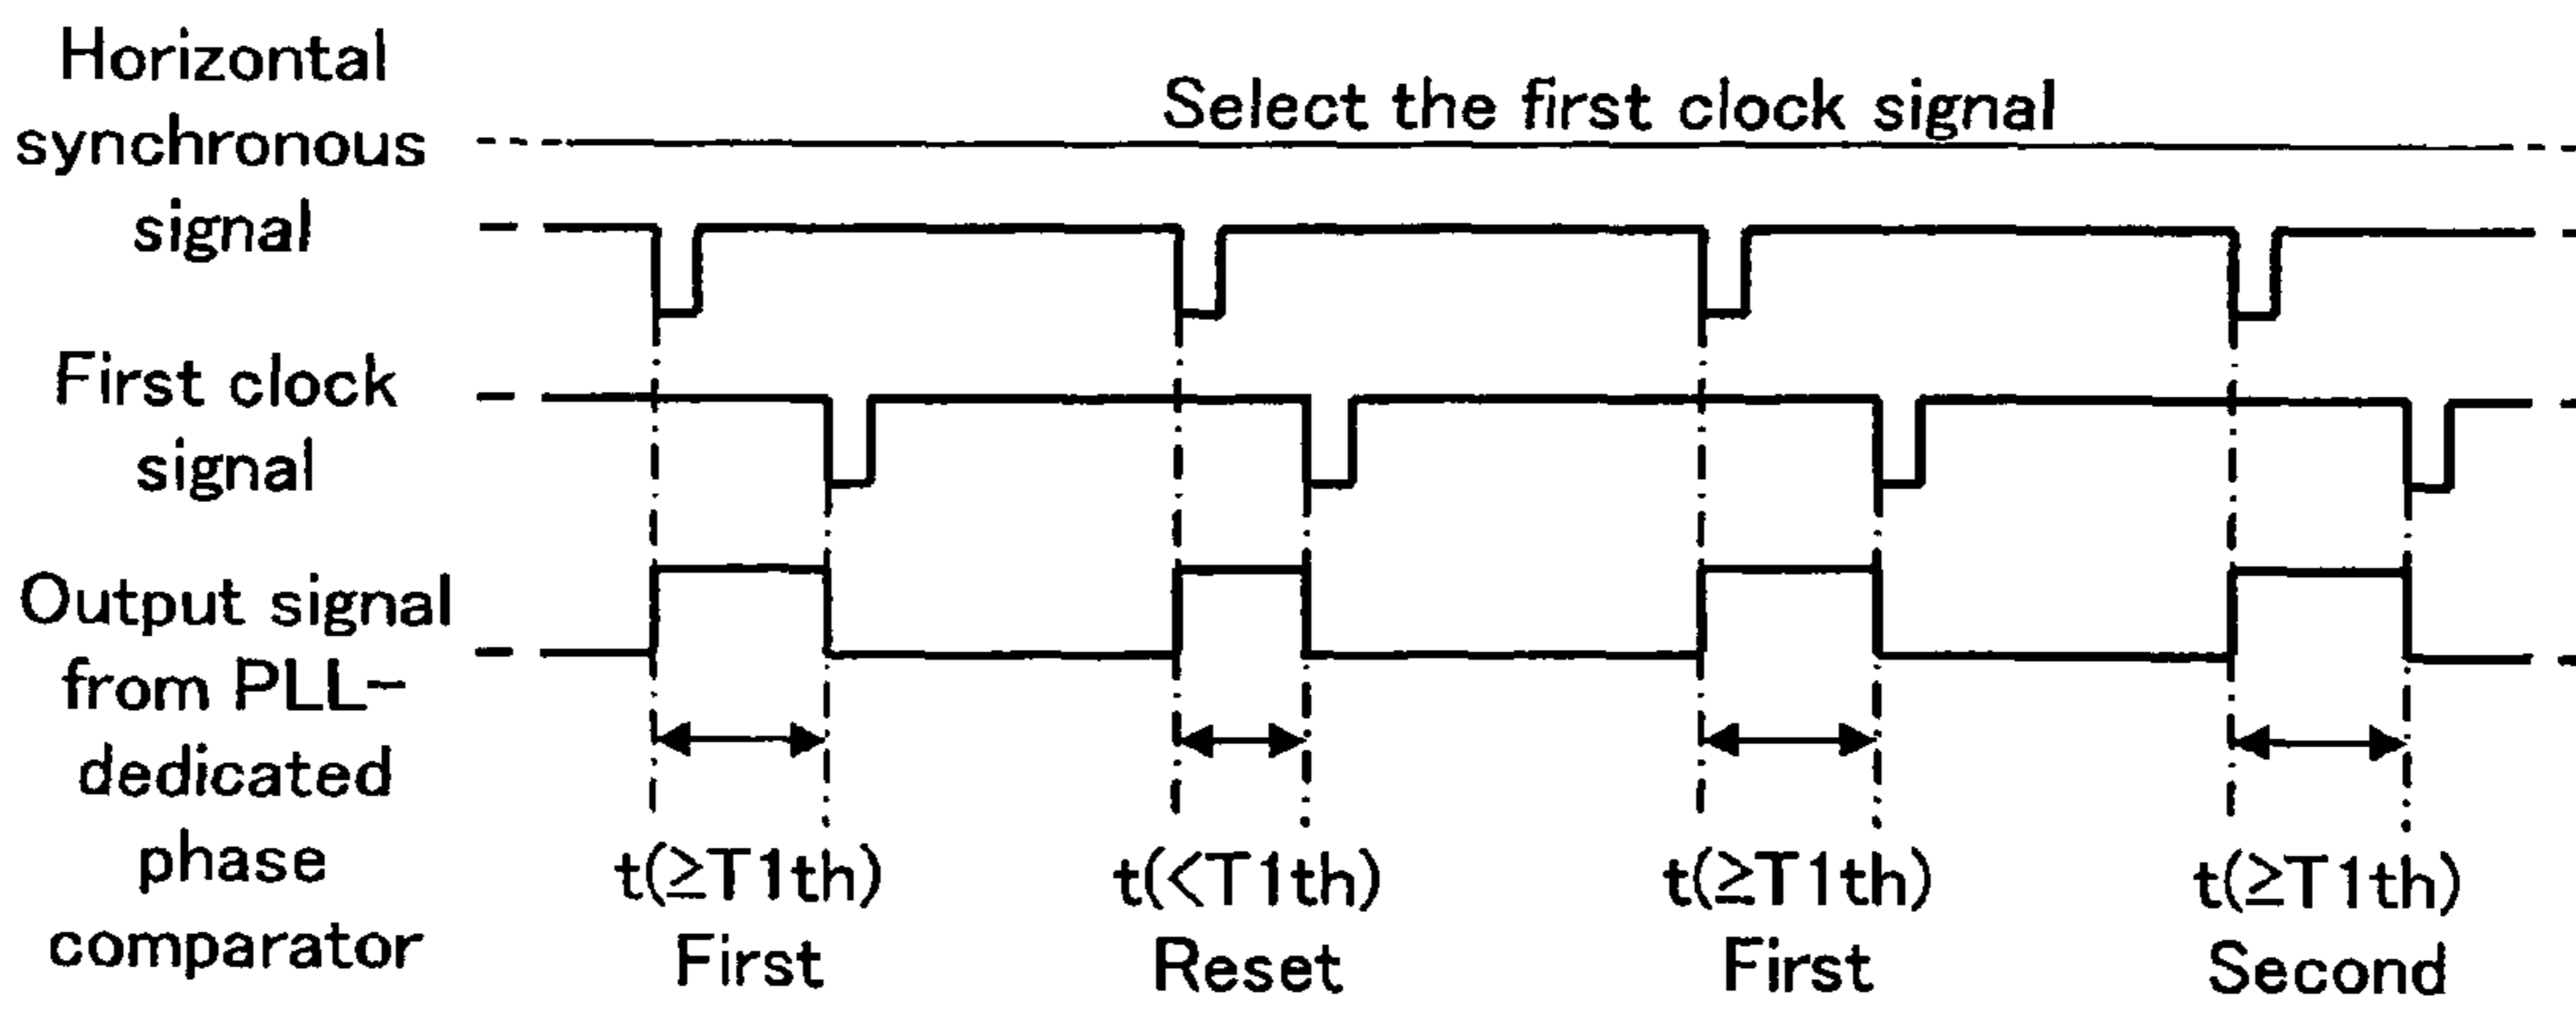 Horizontal
synchronous
signal
Select the first clock signal
First clock
signal
Output signal
from PLL-
dedicated
phase
comparator
t(≥T1th)
First
t(<T1th)
Reset
t(≥T1th)
First
t(≥T1th)
Second